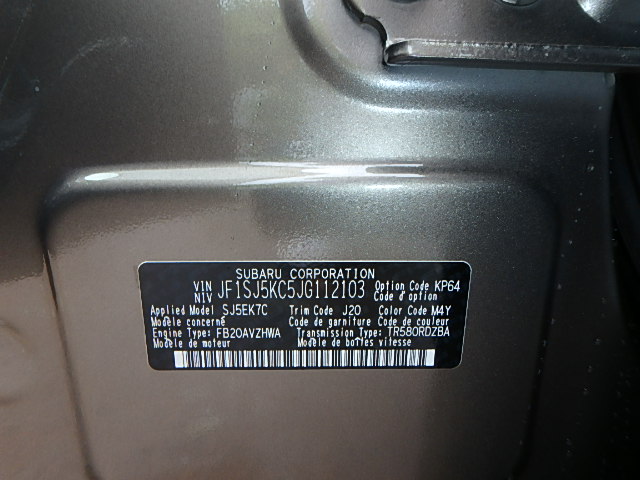 SUBARU CORPORATION
VIN NIV JF1SJ5KC5JG112103 Option Code KP64
Code d'option
Applied Model SJ5EK7C Trim Code J20 Color Code M4Y
Modèle concerné Code de garniture Code de couleur
Engine Type: FB20AVZHWA Transmission Type: TR580RDZBA
Modèle de moteur Modèle de boîtes vitesse